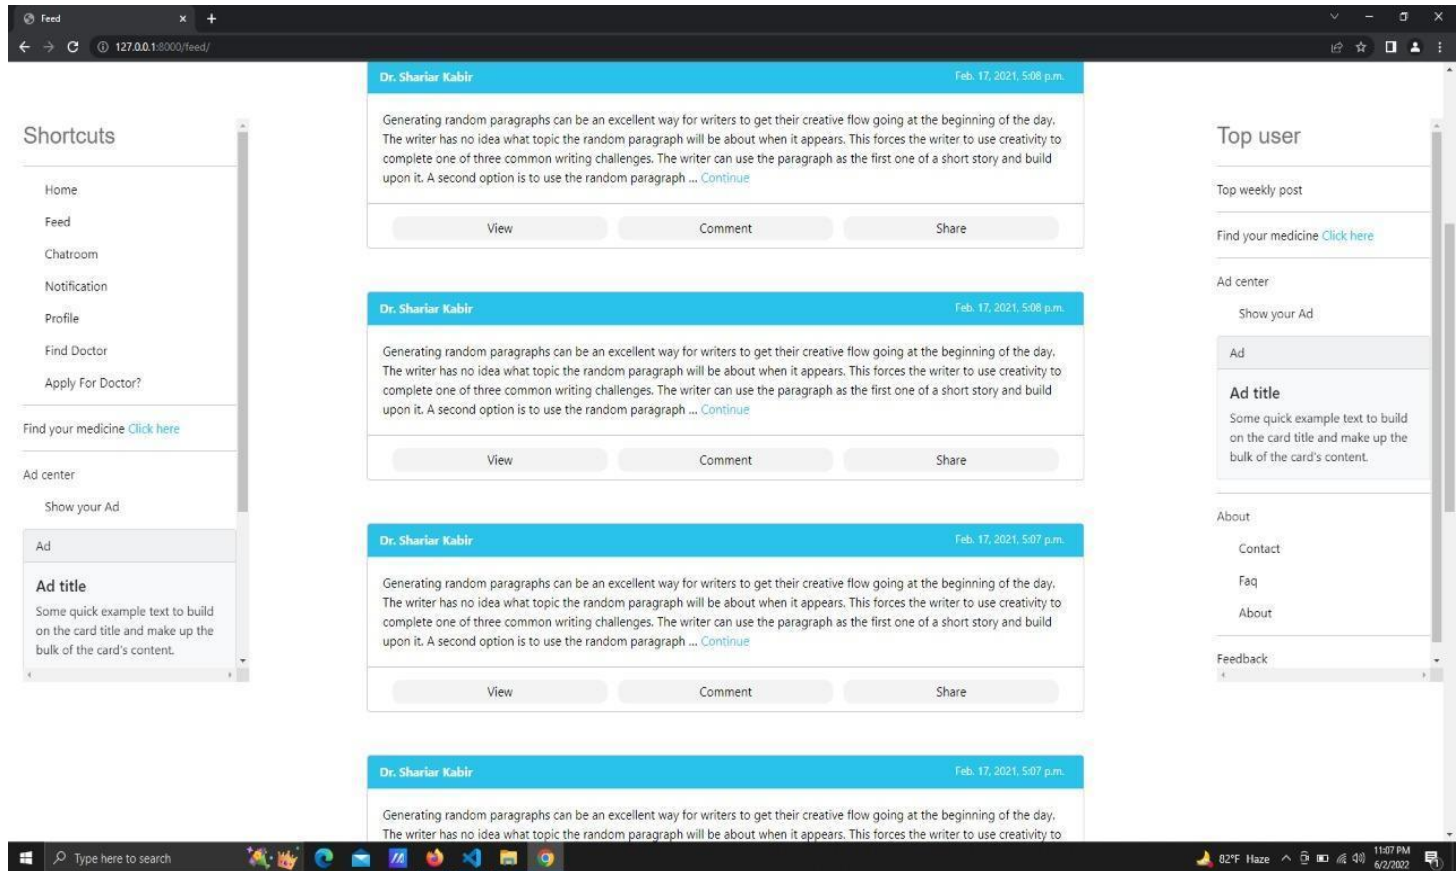 Feed
127.0.0.1:8000/feed/
Shortcuts
Home
Feed
Chatroom
Notification
Profile
Find Doctor
Apply For Doctor?
Find your medicine Click here
Ad center
Show your Ad
Ad
Ad title
Some quick example text to build
on the card title and make up the
bulk of the card's content.
Dr. Shariar Kabir Feb. 17, 2021, 5:08 p.m.
Generating random paragraphs can be an excellent way for writers to get their creative flow going at the beginning of the day.
The writer has no idea what topic the random paragraph will be about when it appears. This forces the writer to use creativity to
complete one of three common writing challenges. The writer can use the paragraph as the first one of a short story and build
upon it. A second option is to use the random paragraph ... Continue
View Comment Share
Dr. Shariar Kabir Feb. 17, 2021, 5:08 p.m.
Generating random paragraphs can be an excellent way for writers to get their creative flow going at the beginning of the day.
The writer has no idea what topic the random paragraph will be about when it appears. This forces the writer to use creativity to
complete one of three common writing challenges. The writer can use the paragraph as the first one of a short story and build
upon it. A second option is to use the random paragraph ... Continue
View Comment Share
Dr. Shariar Kabir Feb. 17, 2021, 5:07 p.m.
Generating random paragraphs can be an excellent way for writers to get their creative flow going at the beginning of the day.
The writer has no idea what topic the random paragraph will be about when it appears. This forces the writer to use creativity to
complete one of three common writing challenges. The writer can use the paragraph as the first one of a short story and build
upon it. A second option is to use the random paragraph ... Continue
View Comment Share
Dr. Shariar Kabir Feb. 17, 2021, 5:07 p.m.
Generating random paragraphs can be an excellent way for writers to get their creative flow going at the beginning of the day.
The writer has no idea what topic the random paragraph will be about when it appears. This forces the writer to use creativity to
Top user
Top weekly post
Find your medicine Click here
Ad center
Show your Ad
Ad
Ad title
Some quick example text to build
on the card title and make up the
bulk of the card's content.
About
Contact
Faq
About
Feedback
Type here to search
82°F Haze
11:07 PM
6/2/2022